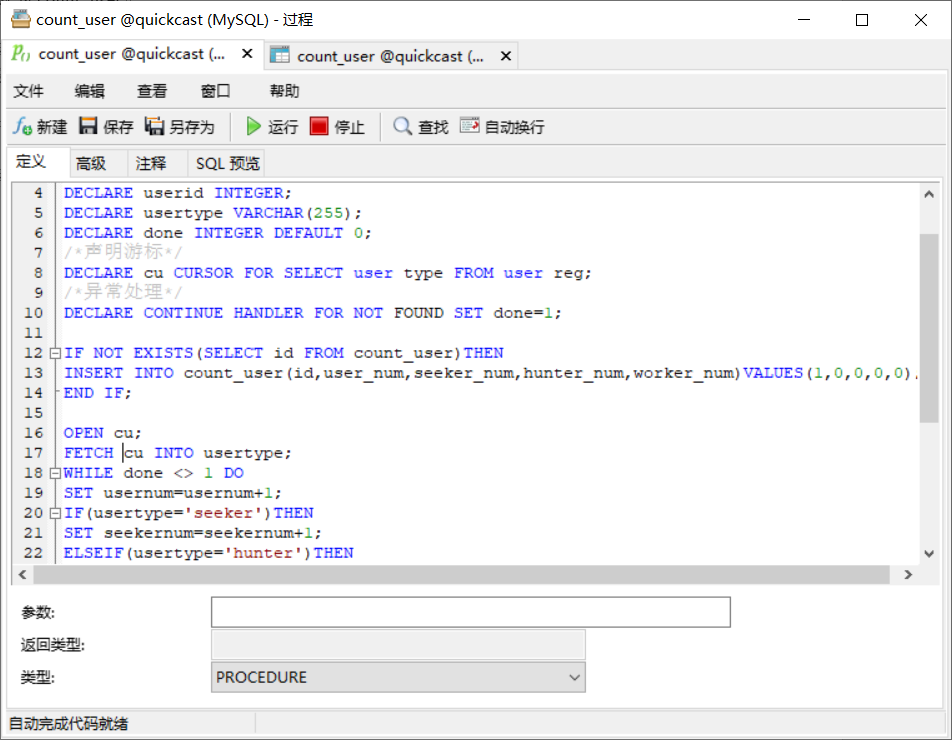 count_user @quickcast (MySQL) - 过程
count_user @quickcast (...
count_user @quickcast (...
文件 编辑 查看 窗口 帮助
新建 保存 另存为 运行 停止 查找 自动换行
定义 高级 注释 SQL 预览
4 DECLARE userid INTEGER;
5 DECLARE usertype VARCHAR(255);
6 DECLARE done INTEGER DEFAULT 0;
7 /*声明游标*/
8 DECLARE cu CURSOR FOR SELECT user type FROM user reg;
9 /*异常处理*/
10 DECLARE CONTINUE HANDLER FOR NOT FOUND SET done=1;
11
12 IF NOT EXISTS(SELECT id FROM count_user)THEN
13 INSERT INTO count_user(id,user_num,seeker_num,hunter_num,worker_num)VALUES(1,0,0,0,0)
14 END IF;
15
16 OPEN cu;
17 FETCH cu INTO usertype;
18 WHILE done <> 1 DO
19 SET usernum=usernum+1;
20 IF(usertype='seeker')THEN
21 SET seekernum=seekernum+1;
22 ELSEIF(usertype='hunter')THEN
参数:
返回类型:
类型: PROCEDURE
自动完成代码就绪